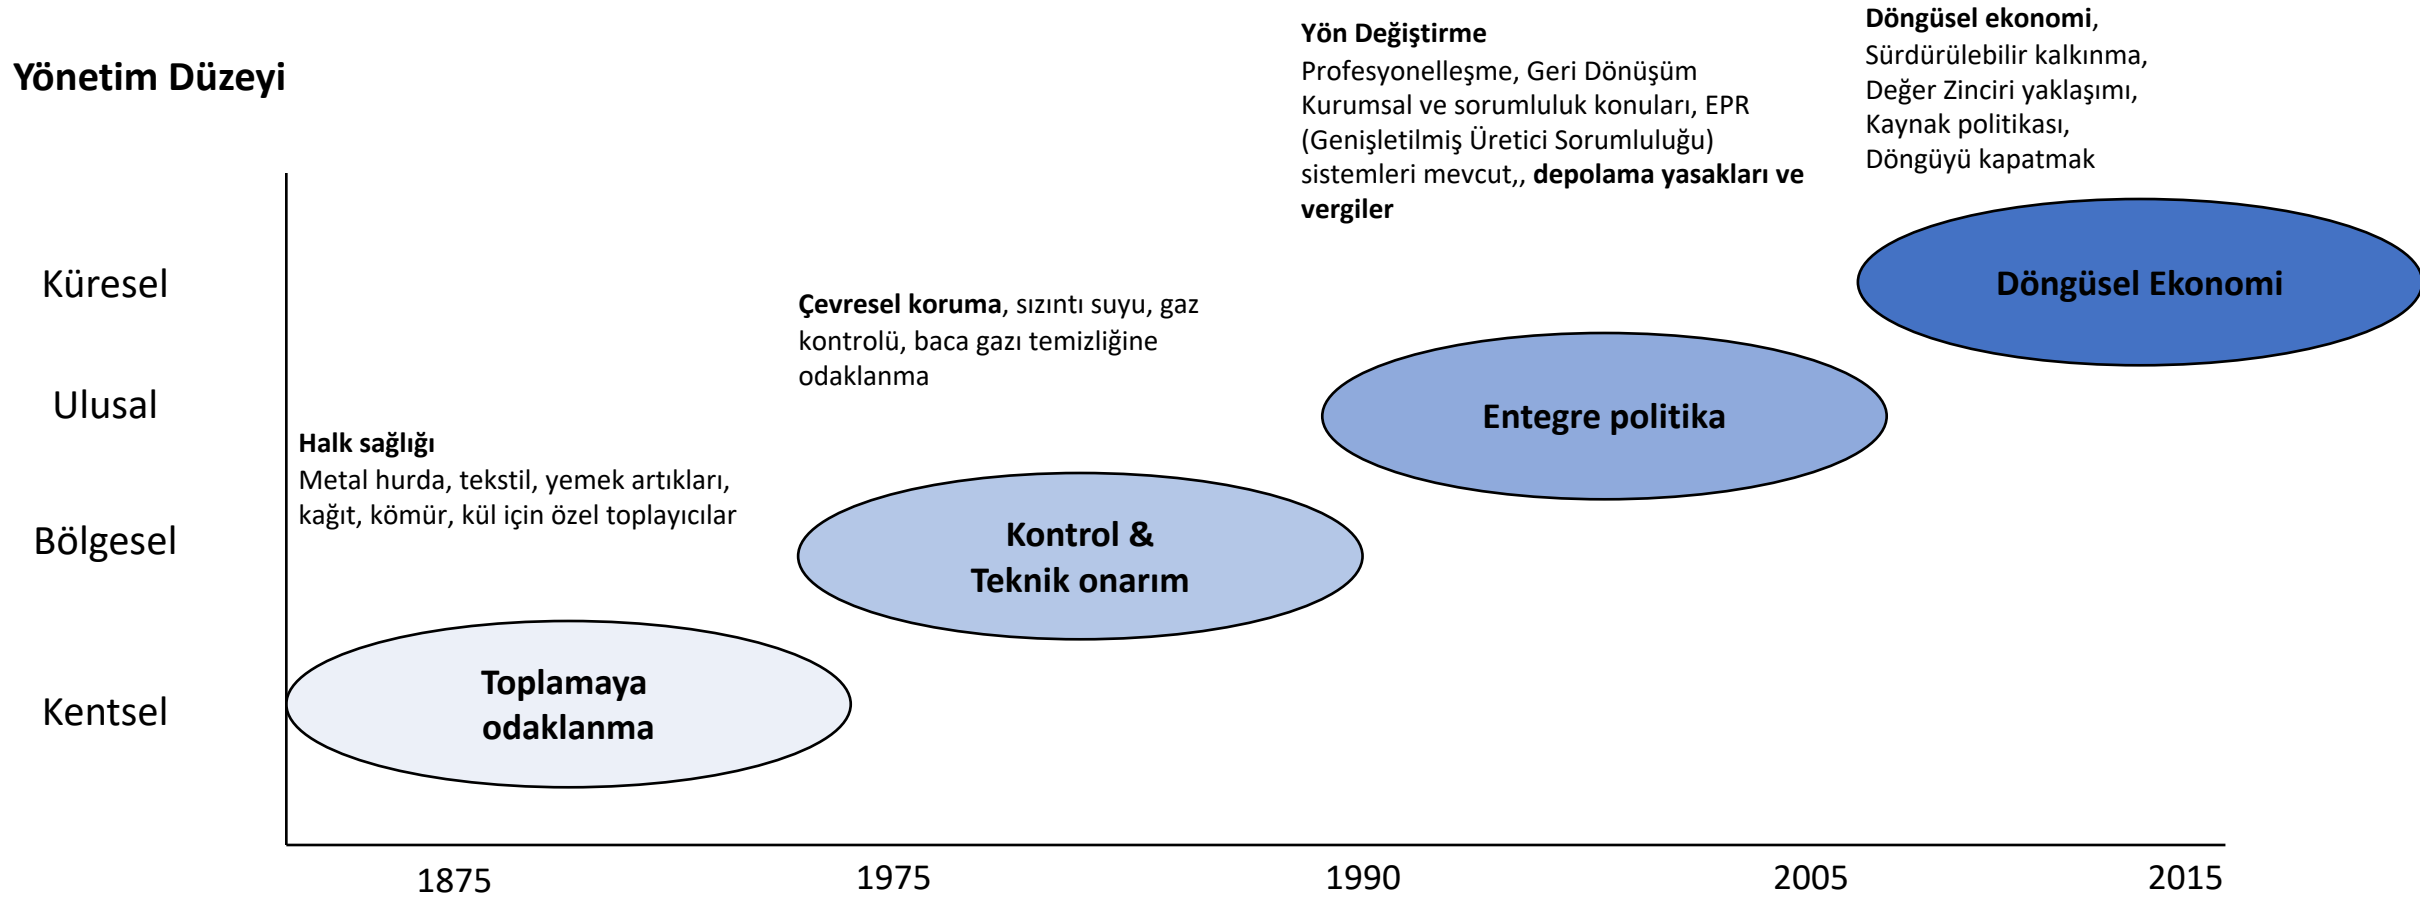 Yönetim Düzeyi
Küresel
Ulusal
Bölgesel
Kentsel
Halk sağlığı
Metal hurda, tekstil, yemek artıkları,
kağıt, kömür, kül için özel toplayıcılar
Toplamaya
odaklanma
Çevresel koruma, sızıntı suyu, gaz
kontrolü, baca gazı temizliğine
odaklanma
Kontrol &
Teknik onarım
Yön Değiştirme
Profesyonelleşme, Geri Dönüşüm
Kurumsal ve sorumluluk konuları, EPR
(Genişletilmiş Üretici Sorumluluğu)
sistemleri mevcut,, depolama yasakları ve
vergiler
Entegre politika
Döngüsel ekonomi,
Sürdürülebilir kalkınma,
Değer Zinciri yaklaşımı,
Kaynak politikası,
Döngüyü kapatmak
Döngüsel Ekonomi
1875
1975
1990
2005
2015